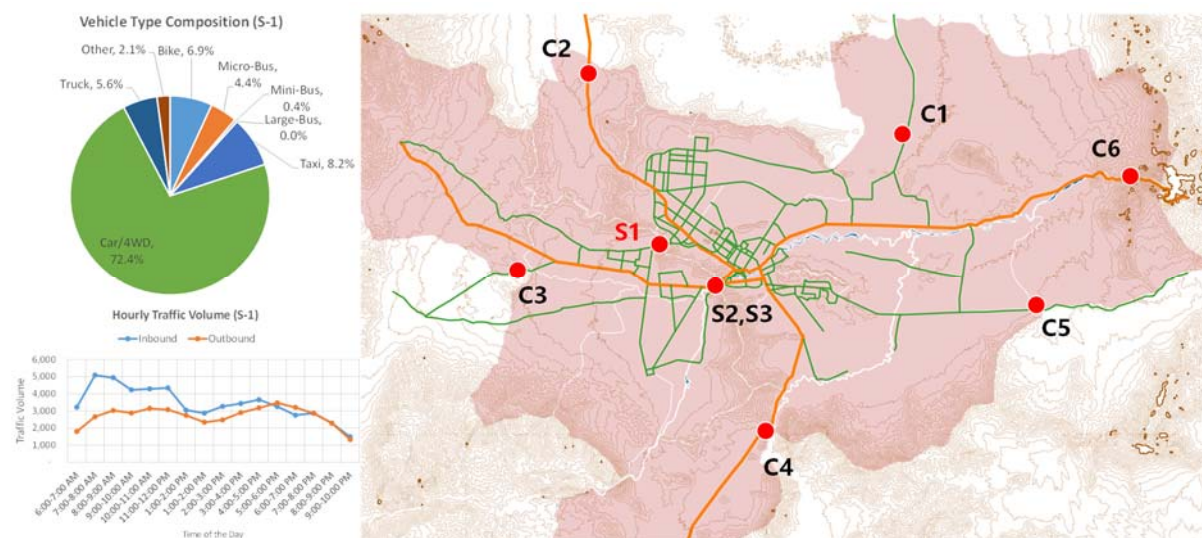 Vehicle Type Composition (S-1)
Other, 2.1%
Bike, 6.9%
Truck, 5.6%
Micro-Bus,
4.4%
Mini-Bus,
0.4%
Large-Bus,
0.0%
Taxi, 8.2%
Car/4WD,
72.4%
Hourly Traffic Volume (S-1)
Inbound
Outbound
Traffic Volume
6,000
5,000
4,000
3,000
2,000
1,000
-
6:00-7:00 AM
7:00-8:00 AM
8:00-9:00 AM
9:00-10:00 AM
10:00-11:00 AM
11:00-12:00 PM
1:00-2:00 PM
1:00-2:00 PM
2:00-3:00 PM
3:00-4:00 PM
4:00-5:00 PM
5:00-6:00 PM
6:00-7:00 PM
7:00-8:00 PM
8:00-9:00 PM
9:00-10:00 PM
Time of the Day
C2
C1
C6
S1
C3
S2,S3
C5
C4